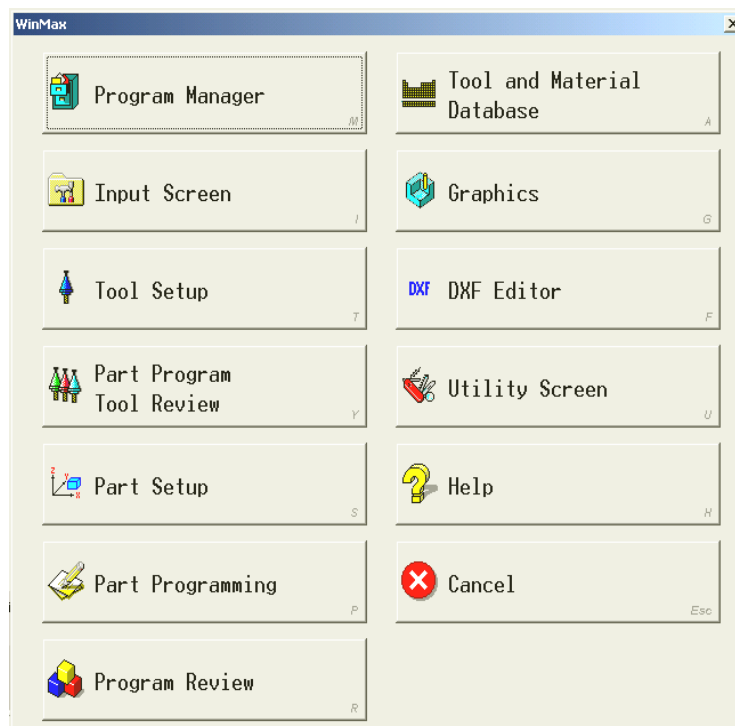 WinMax
Program Manager
M
Tool and Material
Database
A
Input Screen
I
Graphics
G
Tool Setup
T
DXF
DXF Editor
F
Part Program
Tool Review
Y
Utility Screen
U
z
y
x
Part Setup
S
Help
H
Part Programming
P
Cancel
Esc
Program Review
R